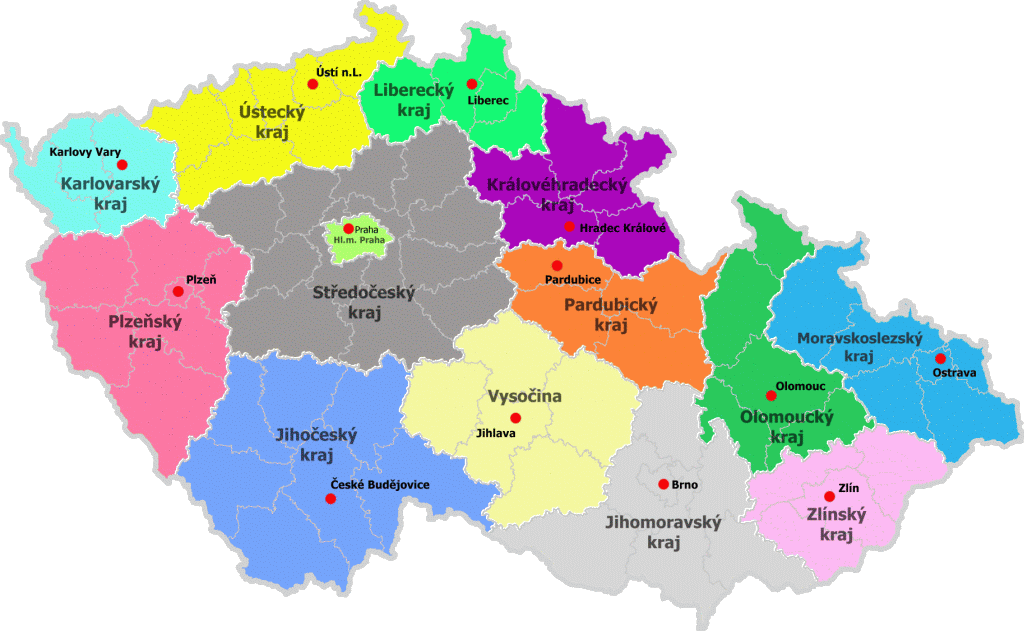 Ústí n.L.
Ústecký
kraj
Liberecký
kraj
Liberec
Karlovy Vary
Karlovarský
kraj
Královéhradecký
kraj
Hradec Králové
Praha
Hl.m. Praha
Plzeň
Plzeňský
kraj
Středočeský
kraj
Pardubice
Pardubický
kraj
Moravskoslezský
kraj
Ostrava
Olomouc
Olomoucký
kraj
Vysočina
Jihlava
Jihočeský
kraj
České Budějovice
Brno
Jihomoravský
kraj
Zlín
Zlínský
kraj